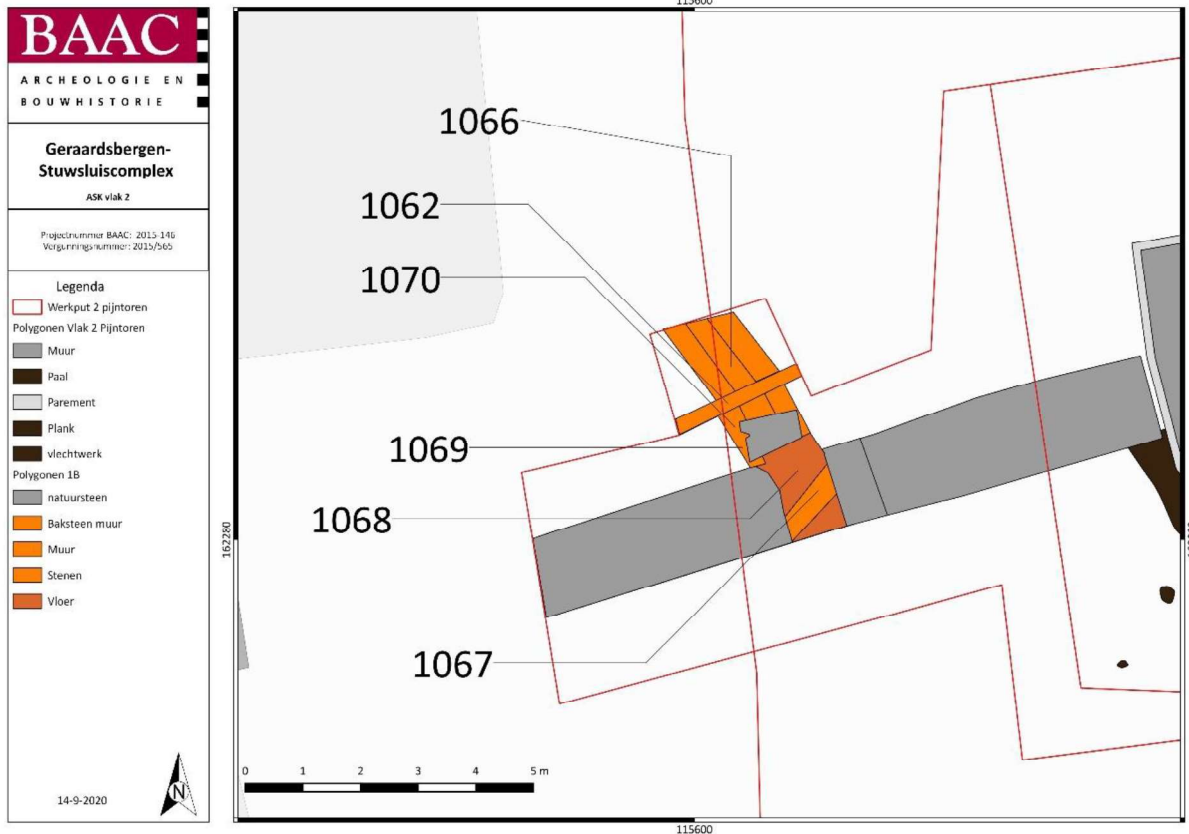 BAAC
ARCHEOLOGIE EN
BOUWHISTORIE
Geraardsbergen-
Stuwsluiscomplex
ASK vlak 2
Projectnummer BAAC: 2015-146
Vergunningsnummer: 2015/565
Legenda
Werkput 2 pijntoren
Polygonen Vlak 2 Pijntoren
Muur
Paal
Parement
Plank
vlechtwerk
Polygonen 1B
natuursteen
Baksteen muur
Muur
Stenen
Vloer
14-9-2020
N
115600
1066
1062
1070
1069
1068
1067
162280
0 1 2 3 4 5 m
115600